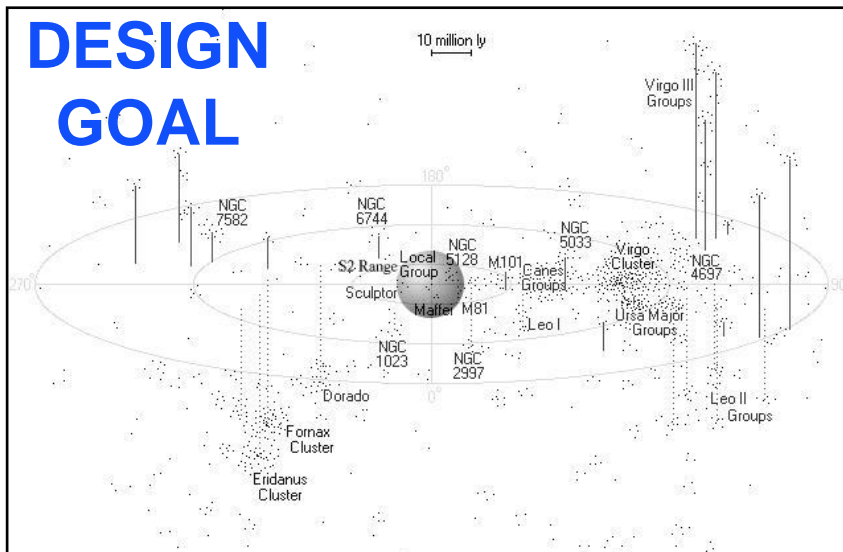 DESIGN
GOAL
10 million ly
Virgo III
Groups
180°
NGC
7582
NGC
6744
NGC
5033
S2 Range
Local
Group
NGC
5128
M101
Canes
Groups
Virgo
Cluster
NGC
4697
270°
90
Sculptor
Maffei
M81
Leo I
Ursa Major
Groups
NGC
1023
NGC
2997
0°
Dorado
Leo II
Groups
Fornax
Cluster
Eridanus
Cluster